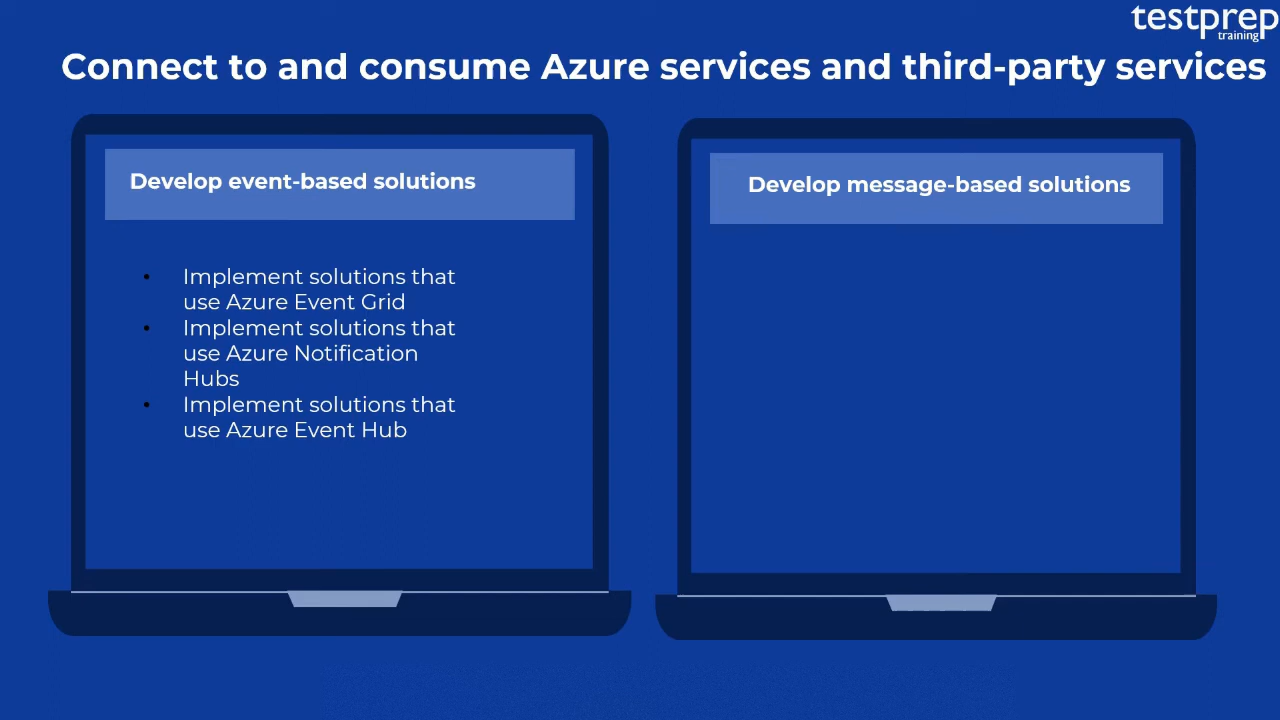 testprep
training
Connect to and consume Azure services and third-party services
Develop event-based solutions
• Implement solutions that
use Azure Event Grid
• Implement solutions that
use Azure Notification
Hubs
• Implement solutions that
use Azure Event Hub
Develop message-based solutions